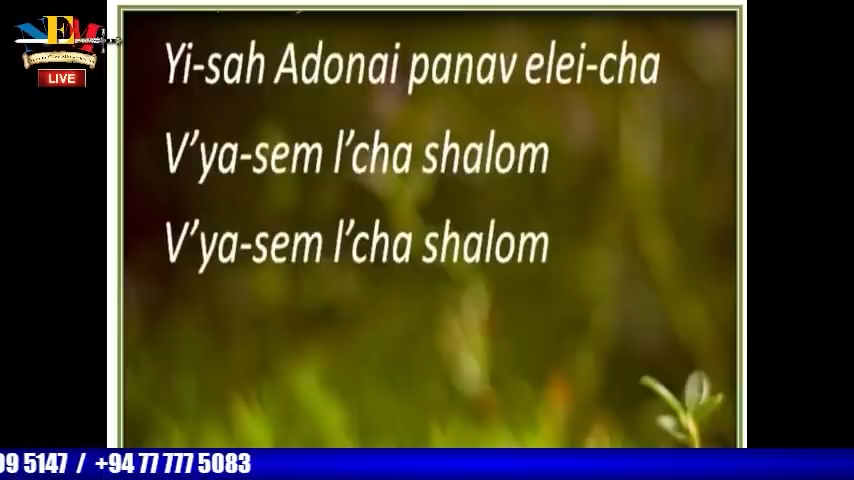 NEM
LIVE
Yi-sah Adonai panav elei-cha
V'ya-sem l'cha shalom
V'ya-sem l'cha shalom
09 5147 / +94 77 777 5083